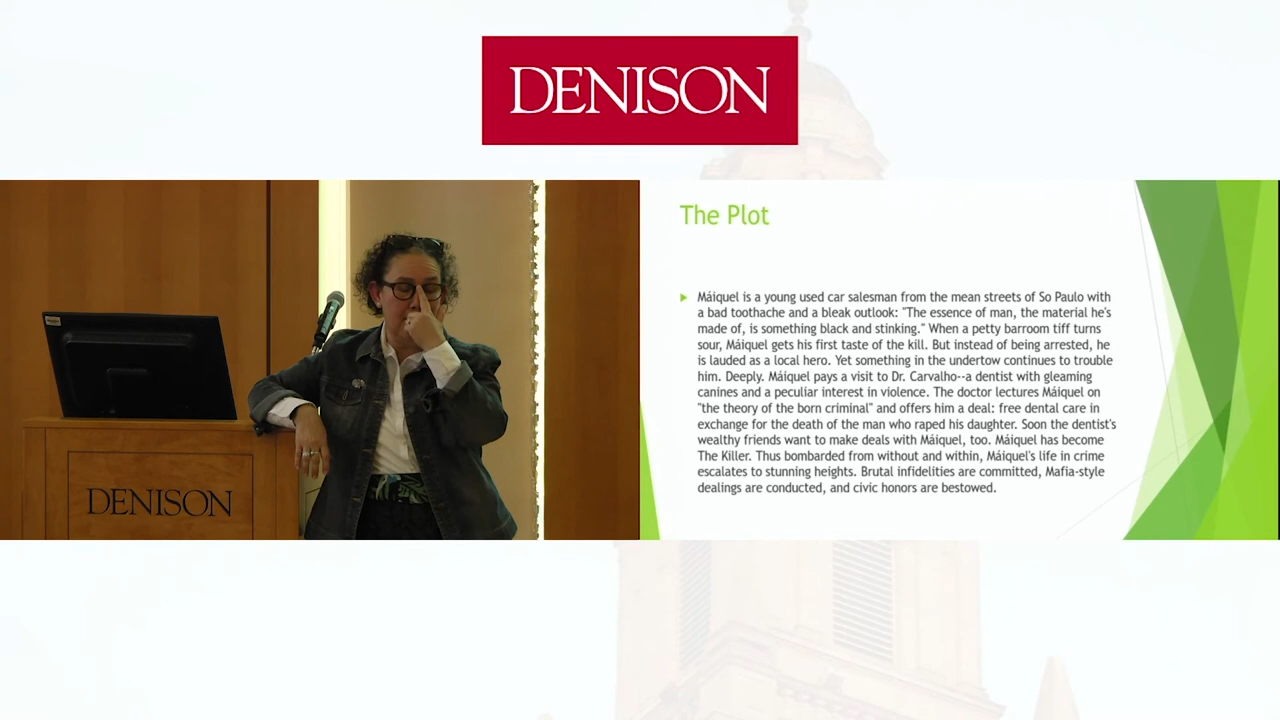 DENISON
DENISON
The Plot
Máiquel is a young used car salesman from the mean streets of So Paulo with
a bad toothache and a bleak outlook: "The essence of man, the material he's
made of, is something black and stinking." When a petty barroom tiff turns
sour, Máiquel gets his first taste of the kill. But instead of being arrested, he
is lauded as a local hero. Yet something in the undertow continues to trouble
him. Deeply. Máiquel pays a visit to Dr. Carvalho--a dentist with gleaming
canines and a peculiar interest in violence. The doctor lectures Máiquel on
"the theory of the born criminal" and offers him a deal: free dental care in
exchange for the death of the man who raped his daughter. Soon the dentist's
wealthy friends want to make deals with Máiquel, too. Máiquel has become
The Killer. Thus bombarded from without and within, Máiquel's life in crime
escalates to stunning heights. Brutal infidelities are committed, Mafia-style
dealings are conducted, and civic honors are bestowed.